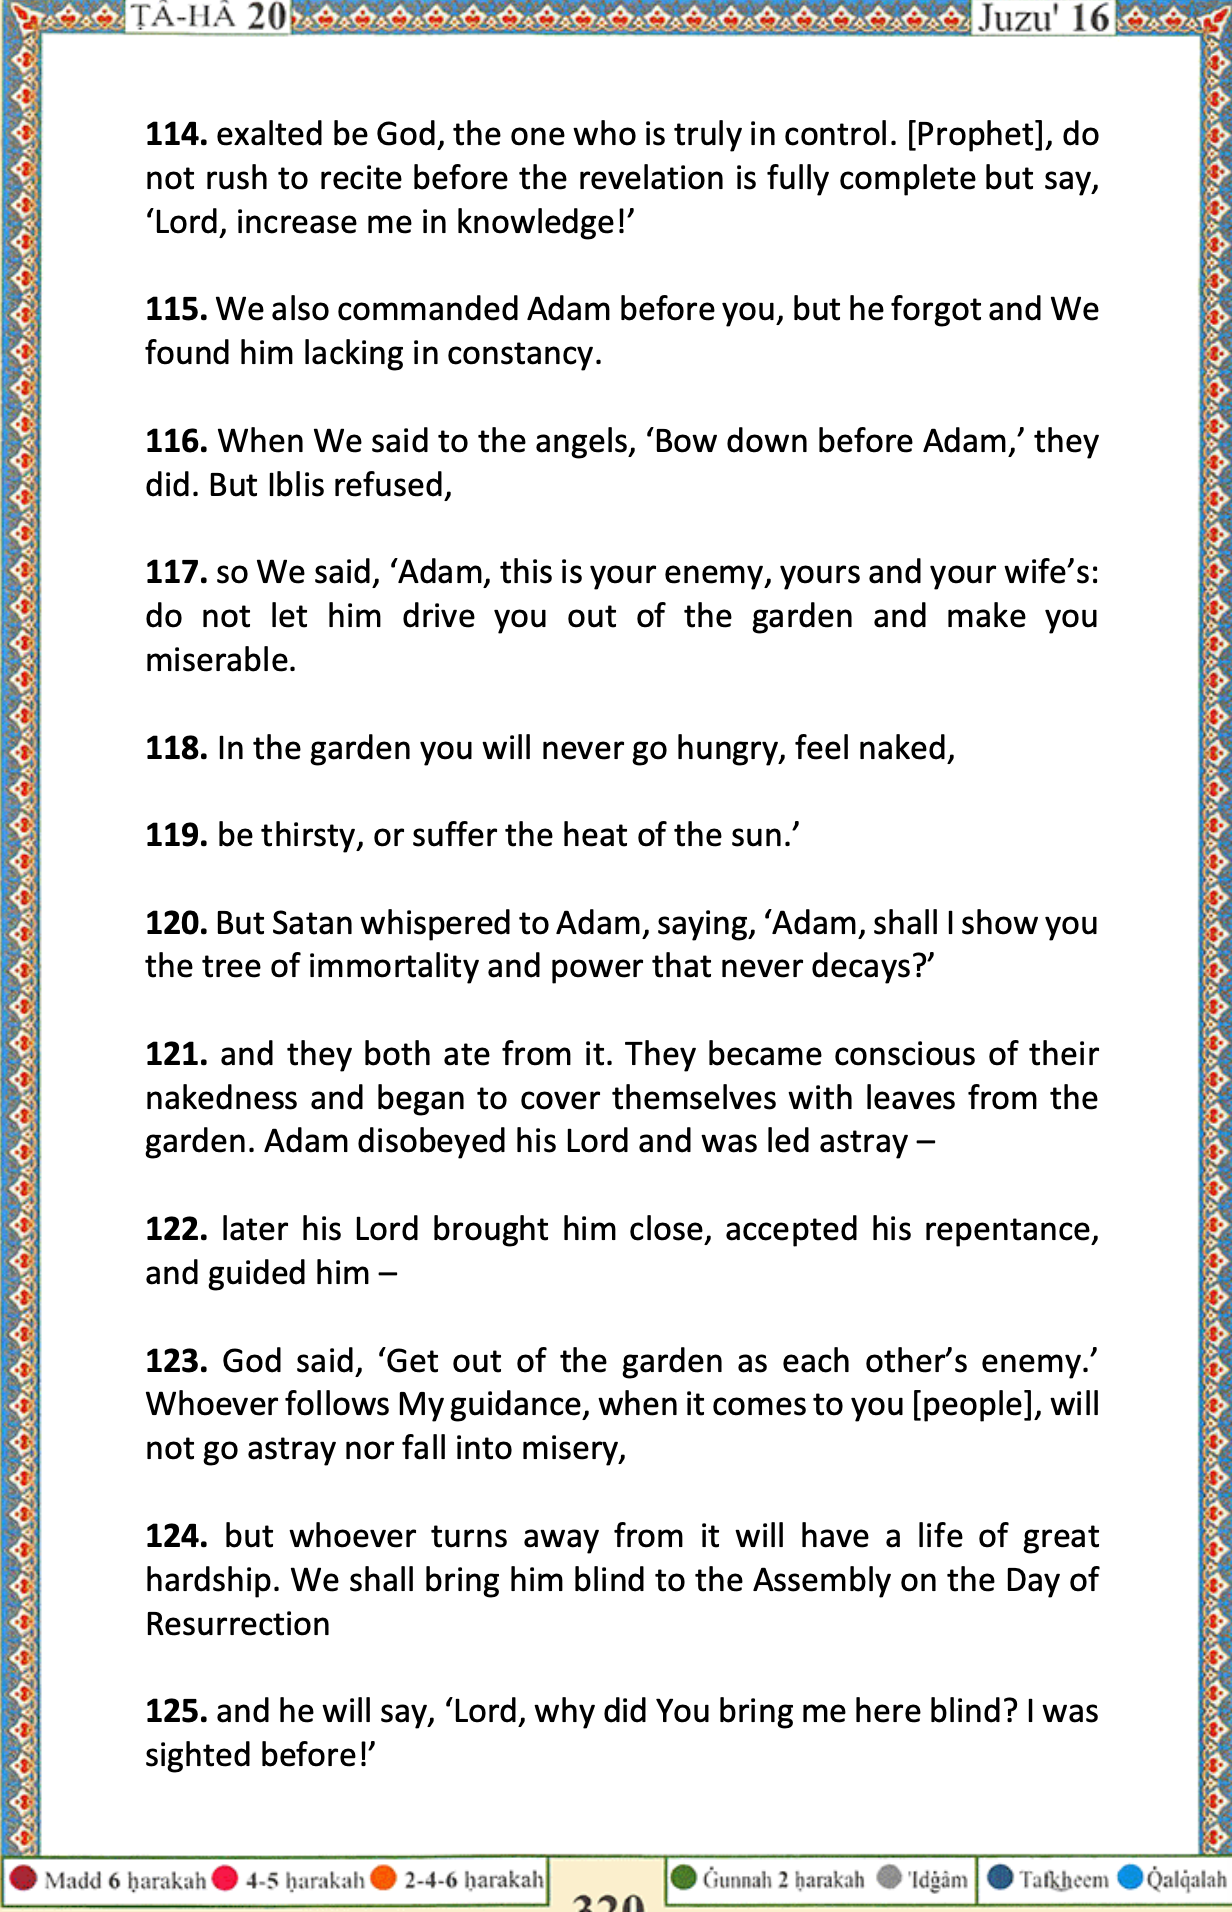 ṬÂ-HÂ 20
Juzu' 16
114. exalted be God, the one who is truly in control. [Prophet], do
not rush to recite before the revelation is fully complete but say,
‘Lord, increase me in knowledge!’
115. We also commanded Adam before you, but he forgot and We
found him lacking in constancy.
116. When We said to the angels, ‘Bow down before Adam,’ they
did. But Iblis refused,
117. so We said, ‘Adam, this is your enemy, yours and your wife’s:
do not let him drive you out of the garden and make you
miserable.
118. In the garden you will never go hungry, feel naked,
119. be thirsty, or suffer the heat of the sun.’
120. But Satan whispered to Adam, saying, ‘Adam, shall I show you
the tree of immortality and power that never decays?’
121. and they both ate from it. They became conscious of their
nakedness and began to cover themselves with leaves from the
garden. Adam disobeyed his Lord and was led astray –
122. later his Lord brought him close, accepted his repentance,
and guided him –
123. God said, ‘Get out of the garden as each other’s enemy.’
Whoever follows My guidance, when it comes to you [people], will
not go astray nor fall into misery,
124. but whoever turns away from it will have a life of great
hardship. We shall bring him blind to the Assembly on the Day of
Resurrection
125. and he will say, ‘Lord, why did You bring me here blind? I was
sighted before!’
Madd 6 ḥarakah 4-5 ḥarakah 2-4-6 ḥarakah
320
Ġunnah 2 ḥarakah 'Idġâm Tafkheem Qalqalah